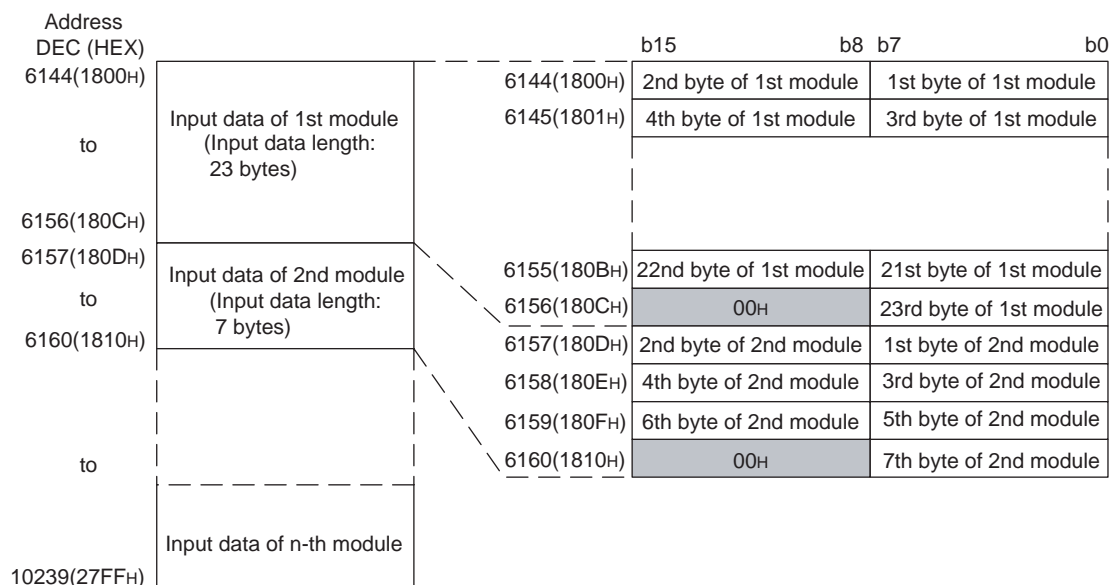 Address
DEC (HEX)
6144(1800H)
to
6156(180CH)
6157(180DH)
to
6160(1810H)
to
10239(27FFH)
Input data of 1st module
(Input data length:
23 bytes)
Input data of 2nd module
(Input data length:
7 bytes)
Input data of n-th module
b15 b8 b7 b0
6144(1800H) 2nd byte of 1st module 1st byte of 1st module
6145(1801H) 4th byte of 1st module 3rd byte of 1st module
6155(180BH) 22nd byte of 1st module 21st byte of 1st module
6156(180CH) 00H 23rd byte of 1st module
6157(180DH) 2nd byte of 2nd module 1st byte of 2nd module
6158(180EH) 4th byte of 2nd module 3rd byte of 2nd module
6159(180FH) 6th byte of 2nd module 5th byte of 2nd module
6160(1810H) 00H 7th byte of 2nd module